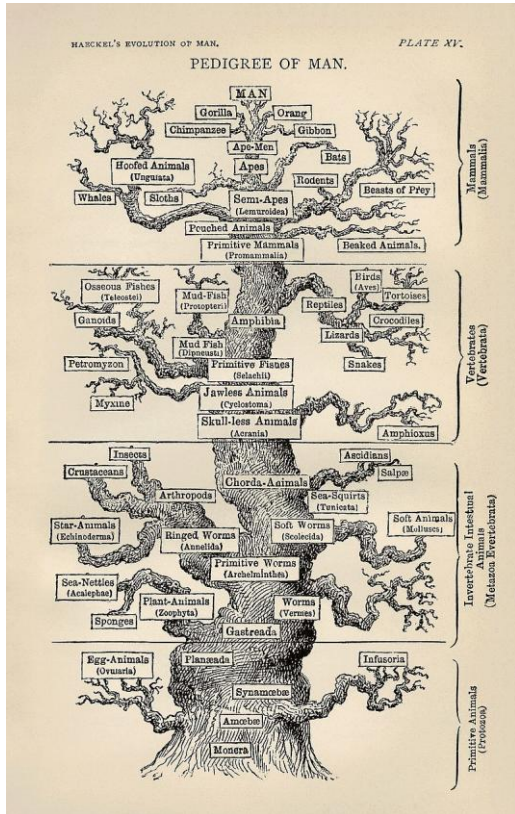 HAECKEL'S EVOLUTION OF MAN.
PLATE XV.
PEDIGREE OF MAN.
MAN
Gorilla
Orang
Chimpanzee
Gibbon
Ape-Men
Bats
Hoofed Animals
(Ungulata)
Apes
Rodents
Whales
Sloths
Semi-Apes
(Lemuroidea)
Beasts of Prey
Pouched Animals
Primitive Mammals
(Promammalia)
Beaked Animals.
Mammals
(Mammalia)
Osseous Fishes
(Teleostei)
Mud-Fish
(Protopteri)
Birds
(Aves)
Tortoises
Reptiles
Ganoids
Amphibia
Crocodiles
Mud Fish
(Dipneusti)
Lizards
Petromyzon
Primitive Fishes
(Selachii)
Snakes
Myxine
Jawless Animals
(Cyclostoma)
Skull-less Animals
(Acrania)
Amphioxus
Vertebrates
(Vertebrata)
Insects
Ascidians
Crustaceans
Chorda-Animals
Salpæ
Arthropods
Sea-Squirts
(Tunicata)
Star-Animals
(Echinoderma)
Ringed Worms
(Annelida)
Soft Worms
(Scolecida)
Soft Animals
(Mollusca)
Primitive Worms
(Archelminthes)
Sea-Nettles
(Acalephae)
Plant-Animals
(Zoophyta)
Worms
(Vermes)
Sponges
Gastreada
Invertebrate Intestinal
Animals
(Metazoa Evertebrata)
Egg-Animals
(Ovularia)
Planæada
Infusoria
Synamœbæ
Amœbæ
Monera
Primitive Animals
(Protozoa)